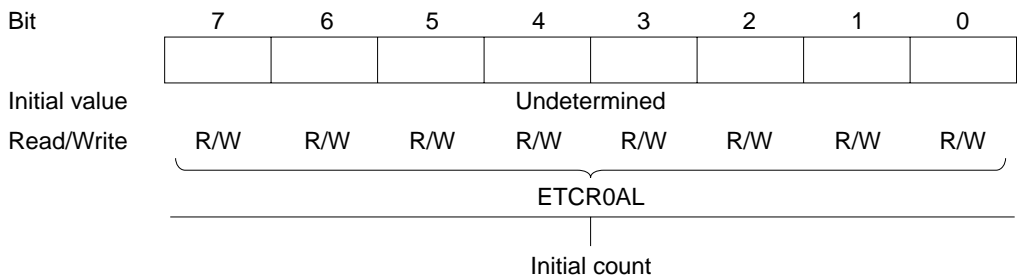 Bit 7 6 5 4 3 2 1 0
Initial value Undetermined
Read/Write R/W R/W R/W R/W R/W R/W R/W R/W
ETCR0AL
Initial count